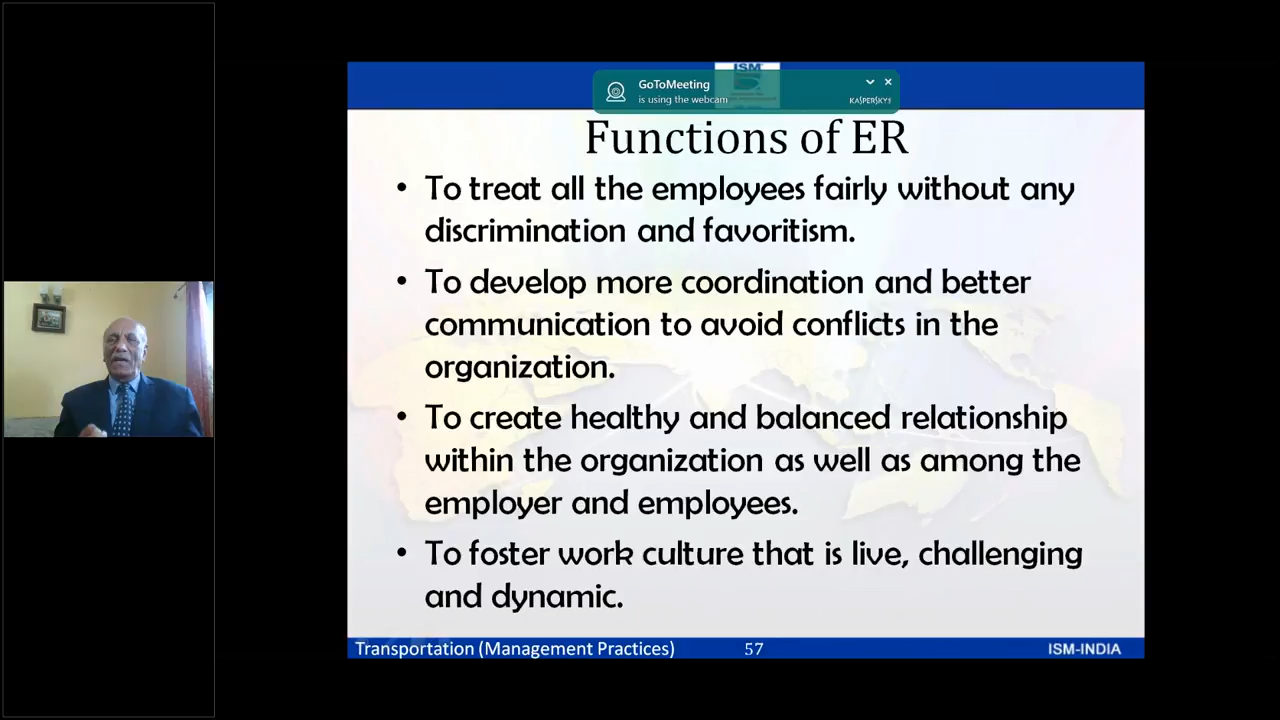 ISM
GoToMeeting
is using the webcam
KASPERSKY
Functions of ER
• To treat all the employees fairly without any
discrimination and favoritism.
• To develop more coordination and better
communication to avoid conflicts in the
organization.
• To create healthy and balanced relationship
within the organization as well as among the
employer and employees.
• To foster work culture that is live, challenging
and dynamic.
Transportation (Management Practices) 57 ISM-INDIA